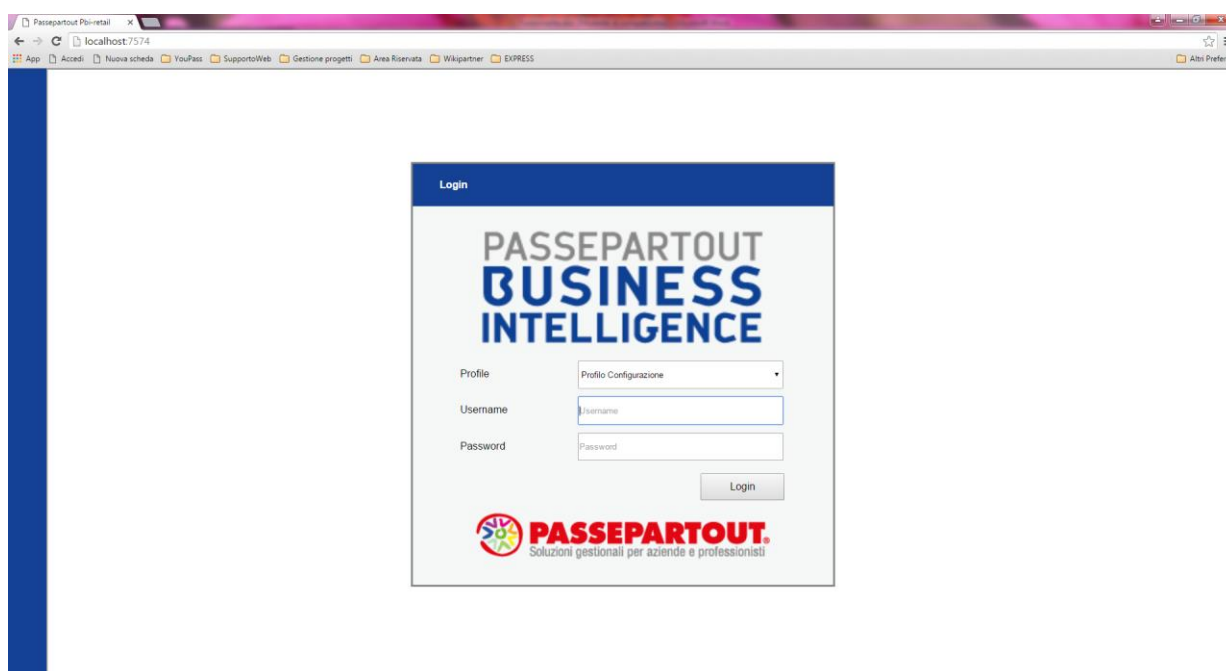 Passepartout Pbi-retail
localhost:7574
App Accedi Nuova scheda YouPass SupportoWeb Gestione progetti Area Riservata Wikipartner EXPRESS Altri Prefer
Login
PASSEPARTOUT
BUSINESS
INTELLIGENCE
Profile Profilo Configurazione
Username Username
Password Password
Login
PASSEPARTOUT®
Soluzioni gestionali per aziende e professionisti